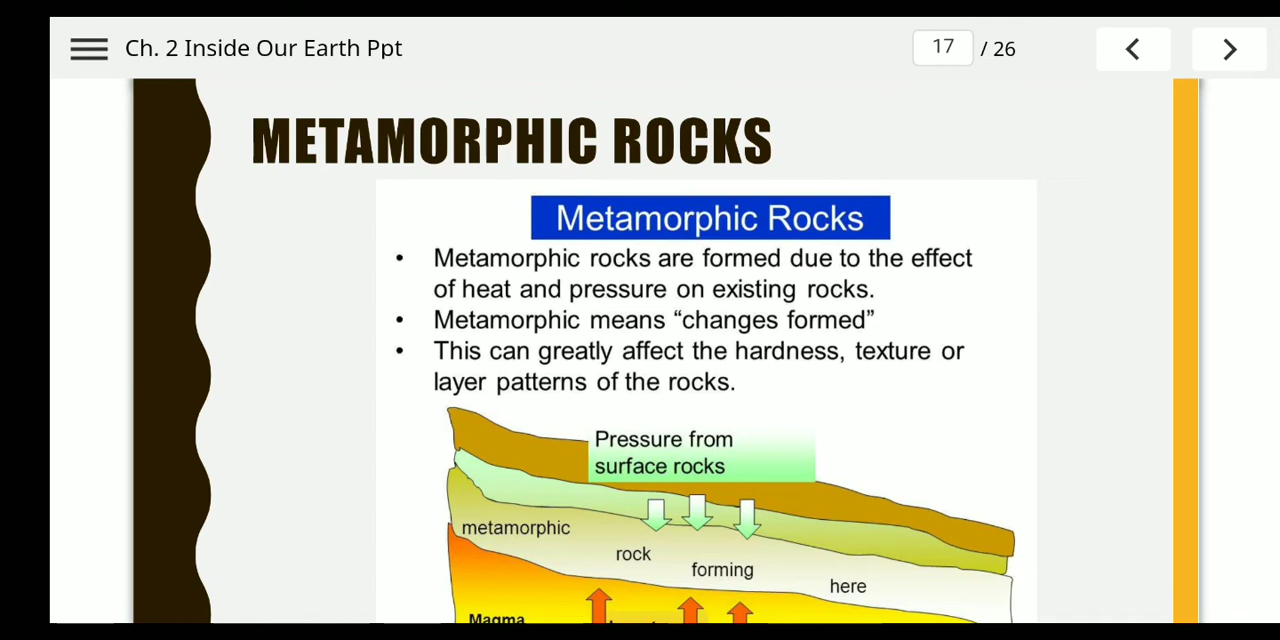 Ch. 2 Inside Our Earth Ppt
17 / 26
METAMORPHIC ROCKS
Metamorphic Rocks
• Metamorphic rocks are formed due to the effect
of heat and pressure on existing rocks.
• Metamorphic means “changes formed”
• This can greatly affect the hardness, texture or
layer patterns of the rocks.
Pressure from
surface rocks
metamorphic
rock
forming
here
Magma